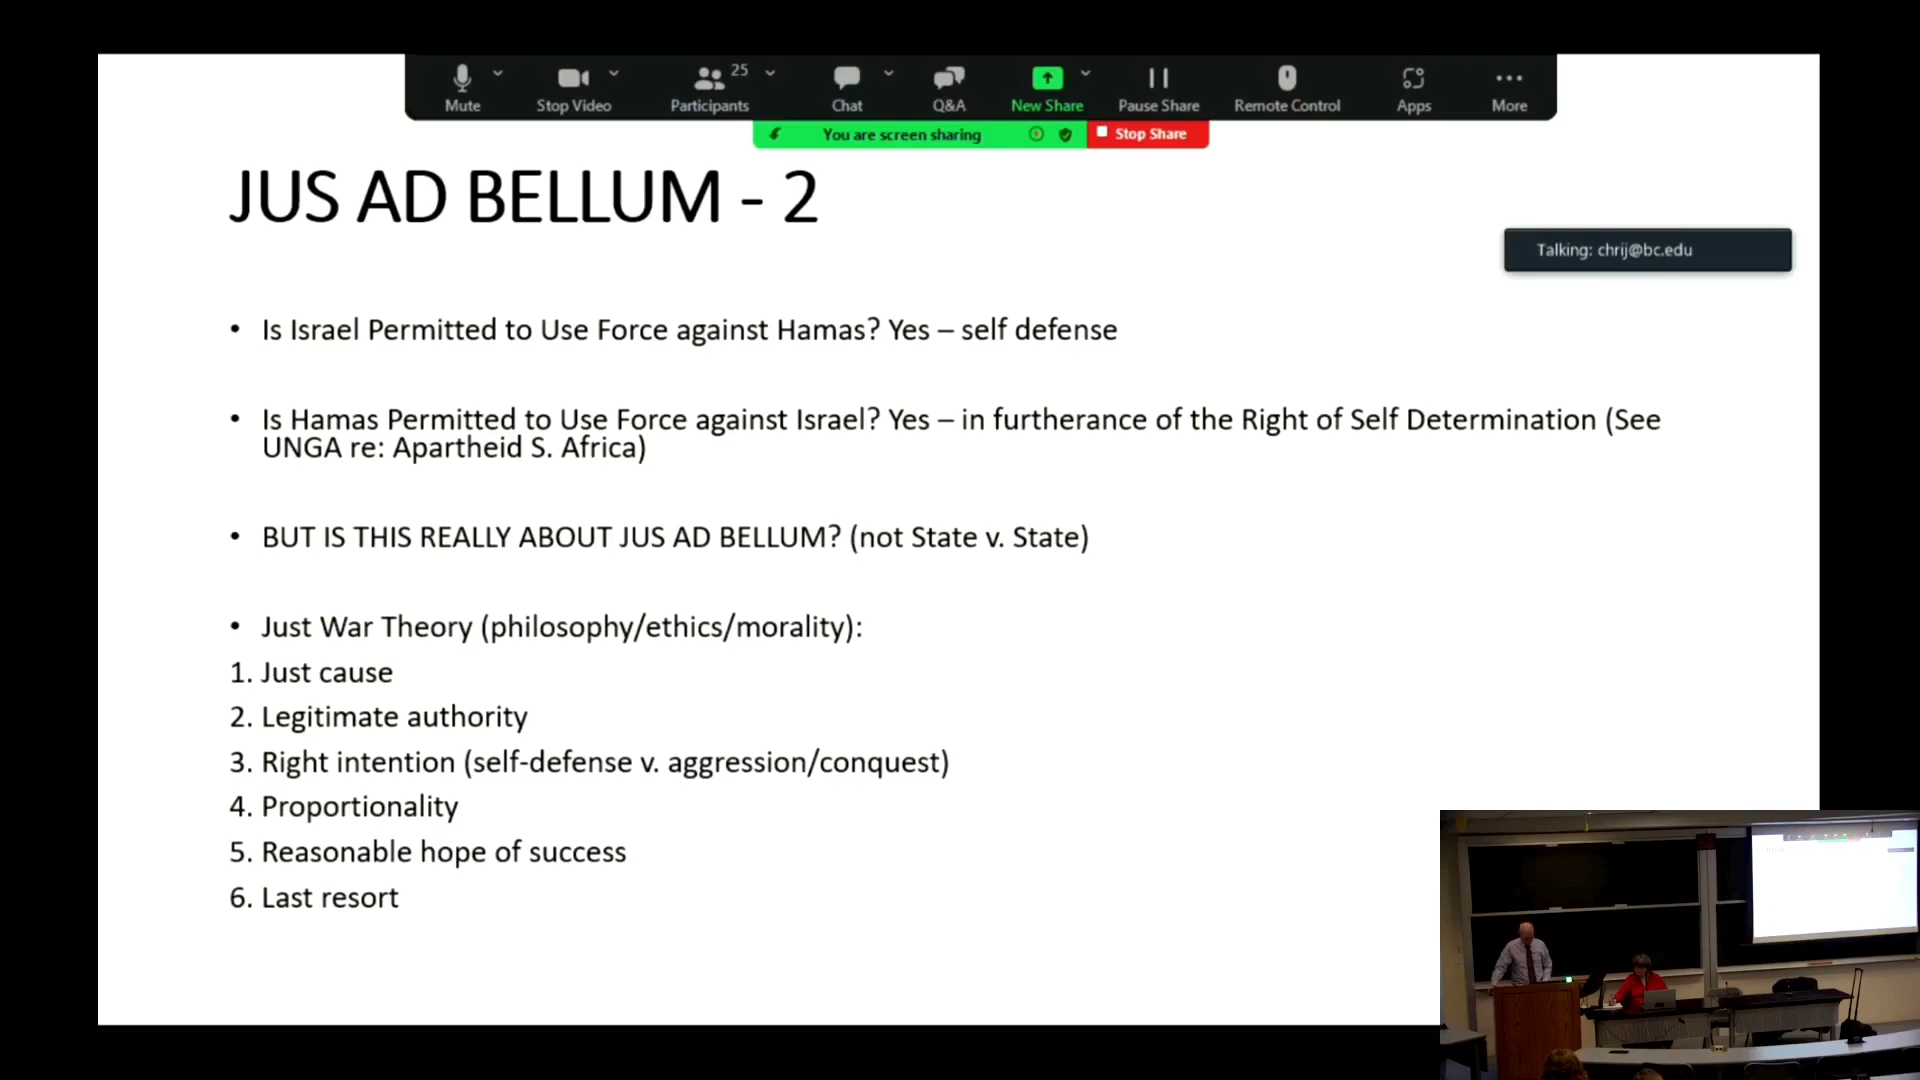 25
Mute
Stop Video
Participants
Chat
Q&A
New Share
Pause Share
Remote Control
Apps
More
You are screen sharing
Stop Share
JUS AD BELLUM - 2
Talking: chrij@bc.edu
• Is Israel Permitted to Use Force against Hamas? Yes – self defense
• Is Hamas Permitted to Use Force against Israel? Yes – in furtherance of the Right of Self Determination (See
UNGA re: Apartheid S. Africa)
• BUT IS THIS REALLY ABOUT JUS AD BELLUM? (not State v. State)
• Just War Theory (philosophy/ethics/morality):
1. Just cause
2. Legitimate authority
3. Right intention (self-defense v. aggression/conquest)
4. Proportionality
5. Reasonable hope of success
6. Last resort